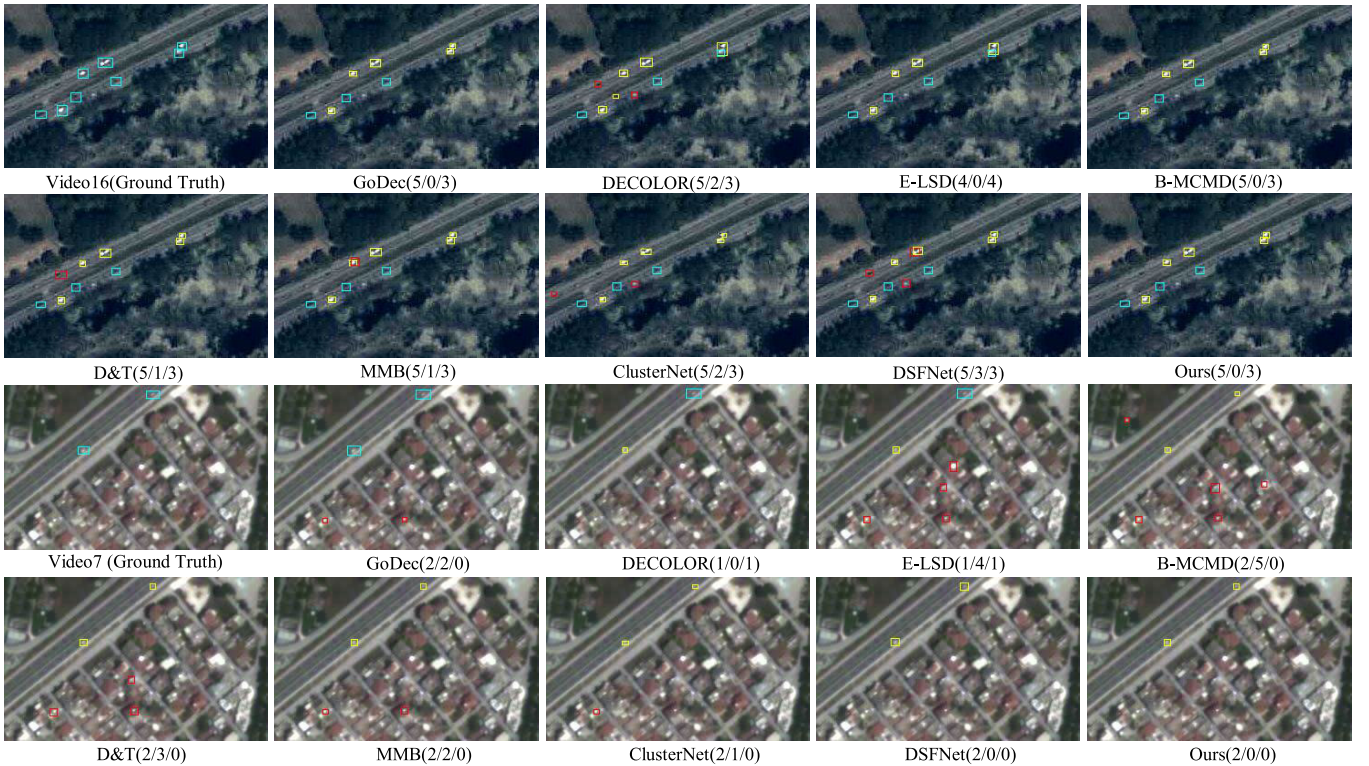 Video16(Ground Truth) GoDec(5/0/3) DECOLOR(5/2/3) E-LSD(4/0/4) B-MCMD(5/0/3)
D&T(5/1/3) MMB(5/1/3) ClusterNet(5/2/3) DSFNet(5/3/3) Ours(5/0/3)
Video7 (Ground Truth) GoDec(2/2/0) DECOLOR(1/0/1) E-LSD(1/4/1) B-MCMD(2/5/0)
D&T(2/3/0) MMB(2/2/0) ClusterNet(2/1/0) DSFNet(2/0/0) Ours(2/0/0)